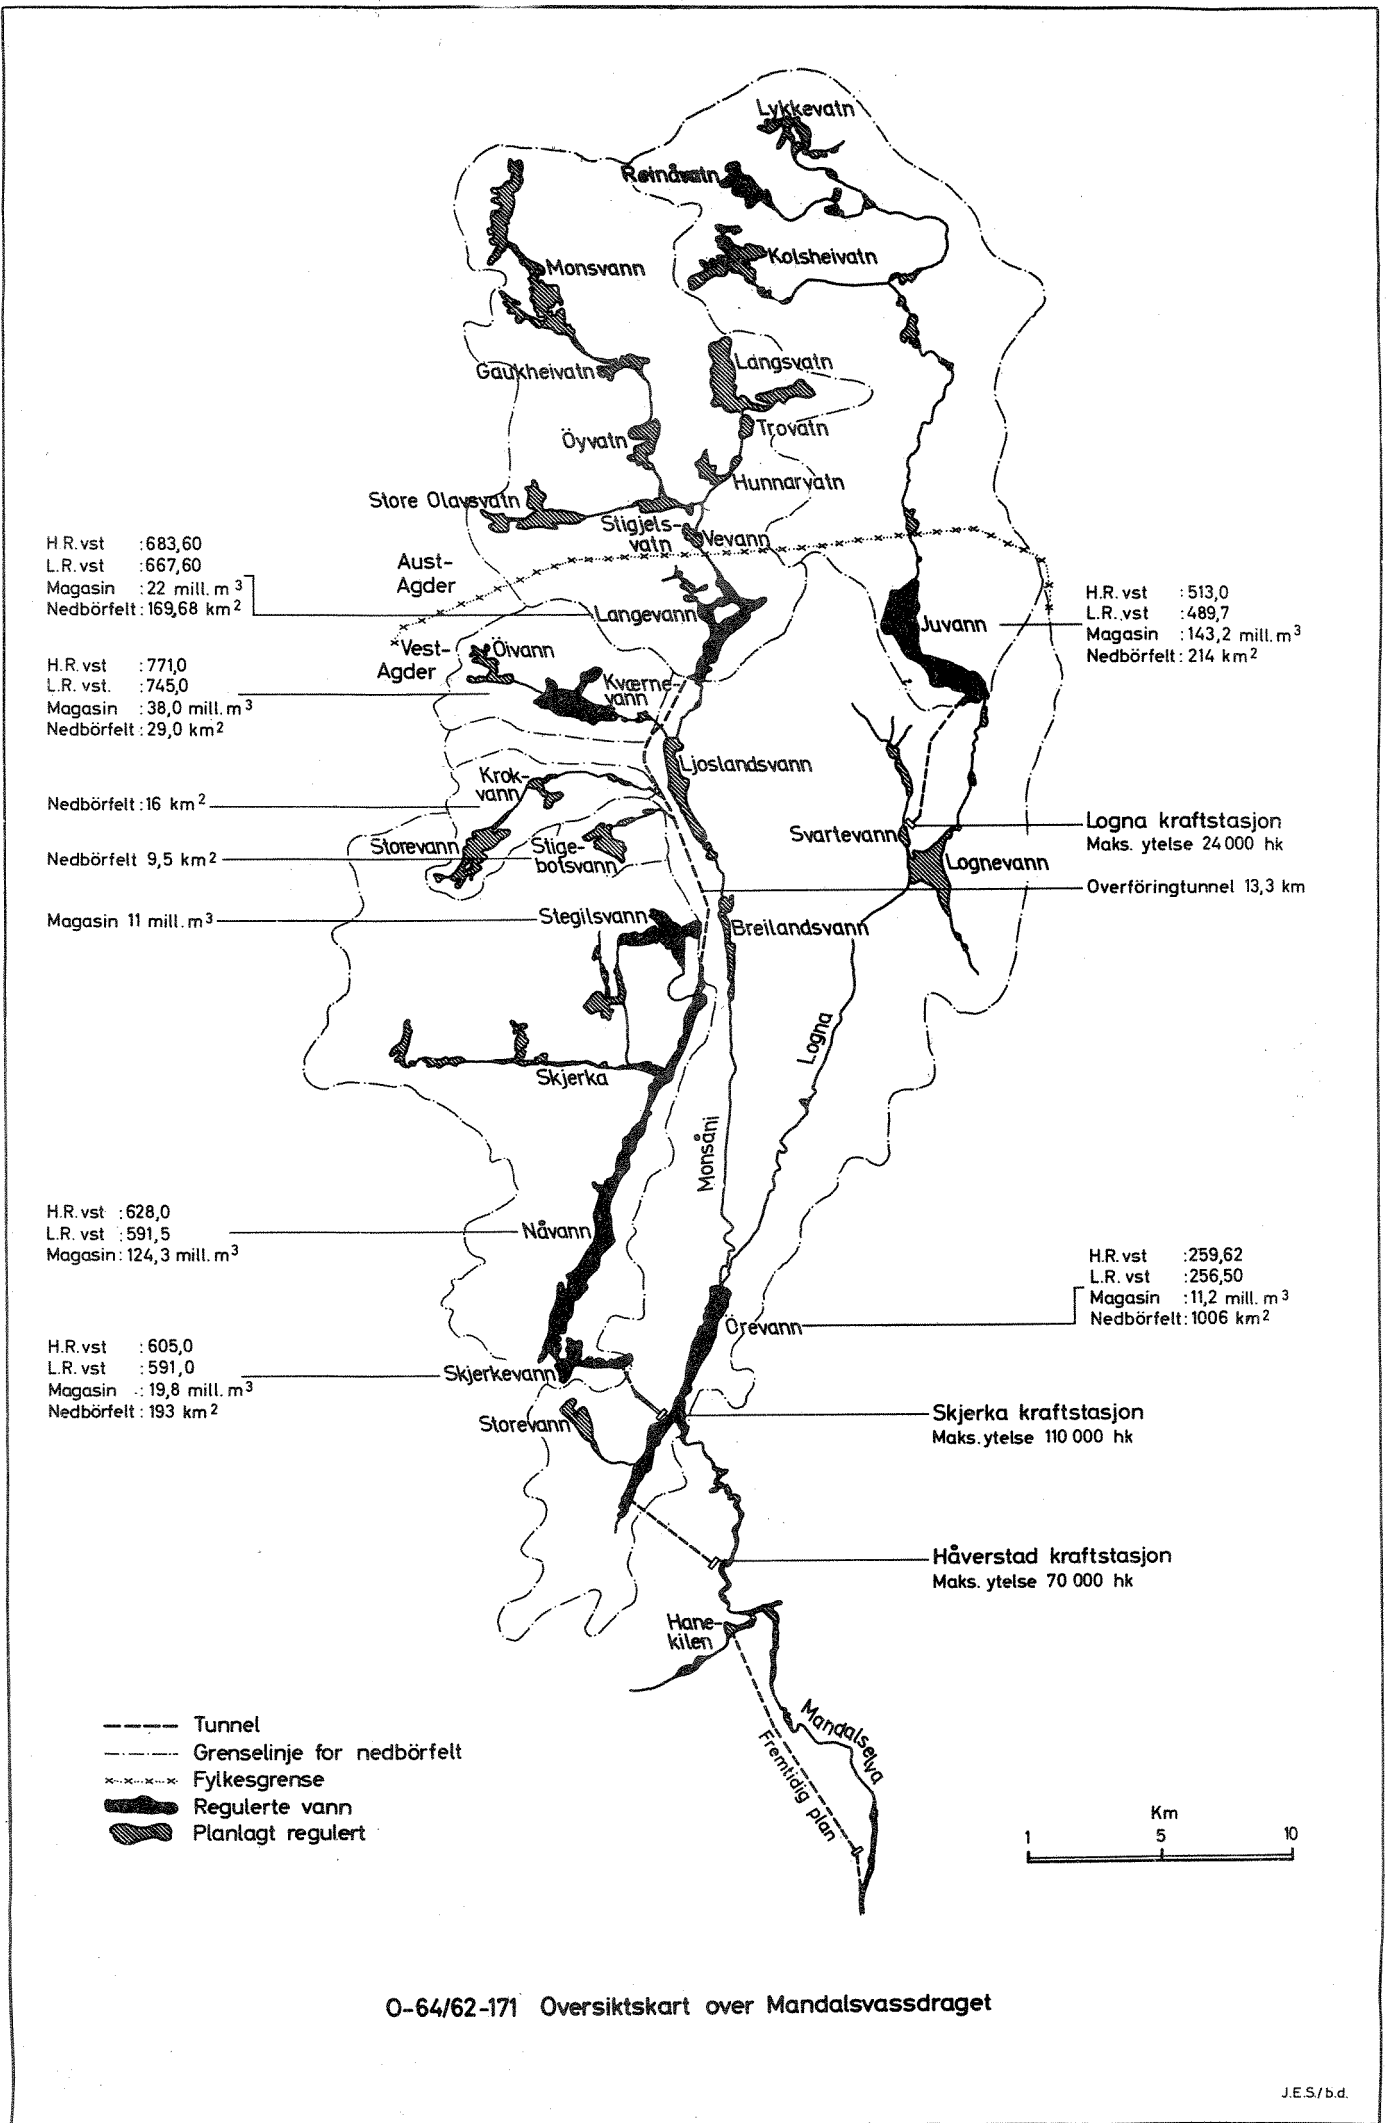 Lykkevatn
Reinåvatn
Kolsheivatn
Monsvann
Gaukheivatn
Långsvatn
Öyvatn
Trovatn
Hunnarvatn
Store Olavsvatn
Stigjels-
vatn
Vevann
H.R.vst :683,60
L.R.vst :667,60
Magasin :22 mill. m3
Nedbörfelt: 169,68 km2
Aust-
Agder
Langevann
Juvann
H.R.vst :513,0
L.R..vst :489,7
Magasin :143,2 mill. m3
Nedbörfelt: 214 km2
Vest-
Agder
Öivann
Kværne-
vann
H.R.vst :771,0
L.R. vst. :745,0
Magasin :38,0 mill. m3
Nedbörfelt : 29,0 km2
Ljoslandsvann
Krok-
vann
Nedbörfelt :16 km2
Storevann
Stige-
botsvann
Nedbörfelt 9,5 km2
Svartevann
Logna kraftstasjon
Maks. ytelse 24 000 hk
Lognevann
Overföringtunnel 13,3 km
Magasin 11 mill. m3
Stegilsvann
Breilandsvann
Logna
Skjerka
Monsåni
H.R.vst :628,0
L.R. vst :591,5
Magasin : 124,3 mill. m3
Nåvann
H.R.vst :259,62
L.R. vst :256,50
Magasin :11,2 mill. m3
Nedbörfelt: 1006 km2
Örevann
H.R.vst :605,0
L.R.vst :591,0
Magasin : 19,8 mill. m3
Nedbörfelt: 193 km2
Skjerkevann
Storevann
Skjerka kraftstasjon
Maks. ytelse 110 000 hk
Håverstad kraftstasjon
Maks. ytelse 70 000 hk
Hane-
kilen
Mandalselva
Fremtidig plan
Tunnel
Grenselinje for nedbörfelt
Fylkesgrense
Regulerte vann
Planlagt regulert
Km
1 5 10
O-64/62-171 Oversiktskart over Mandalsvassdraget
J.E.S./b.d.